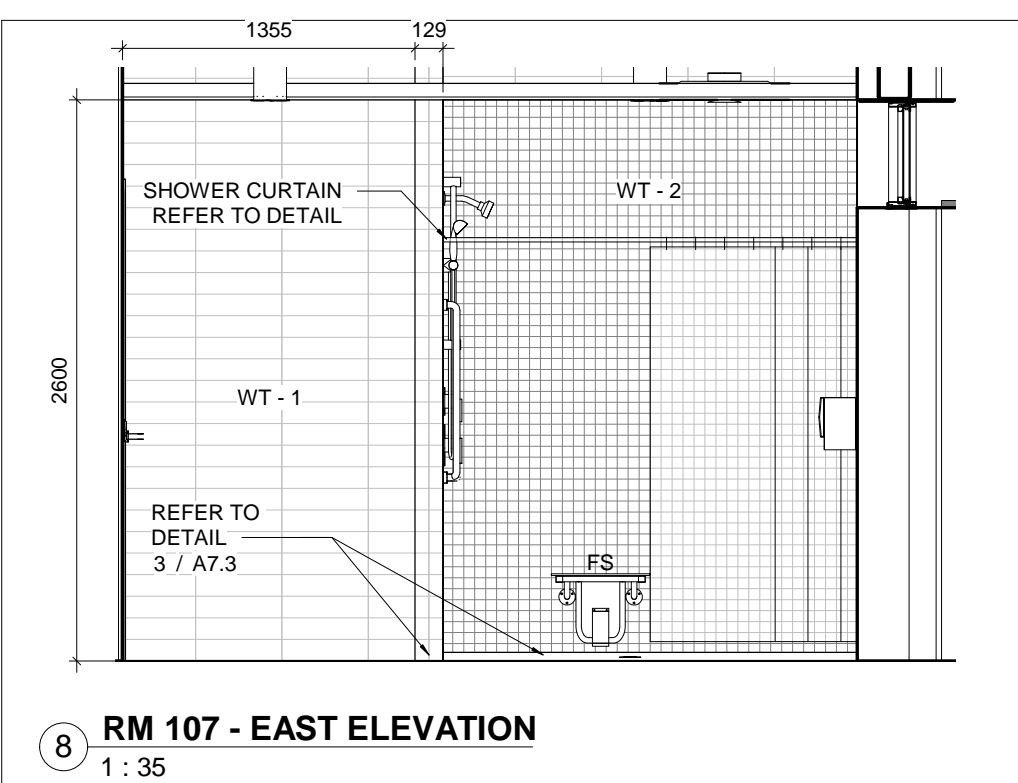 1355
129
SHOWER CURTAIN
REFER TO DETAIL
WT - 2
2600
WT - 1
REFER TO
DETAIL
3 / A7.3
FS
8
RM 107 - EAST ELEVATION
1 : 35